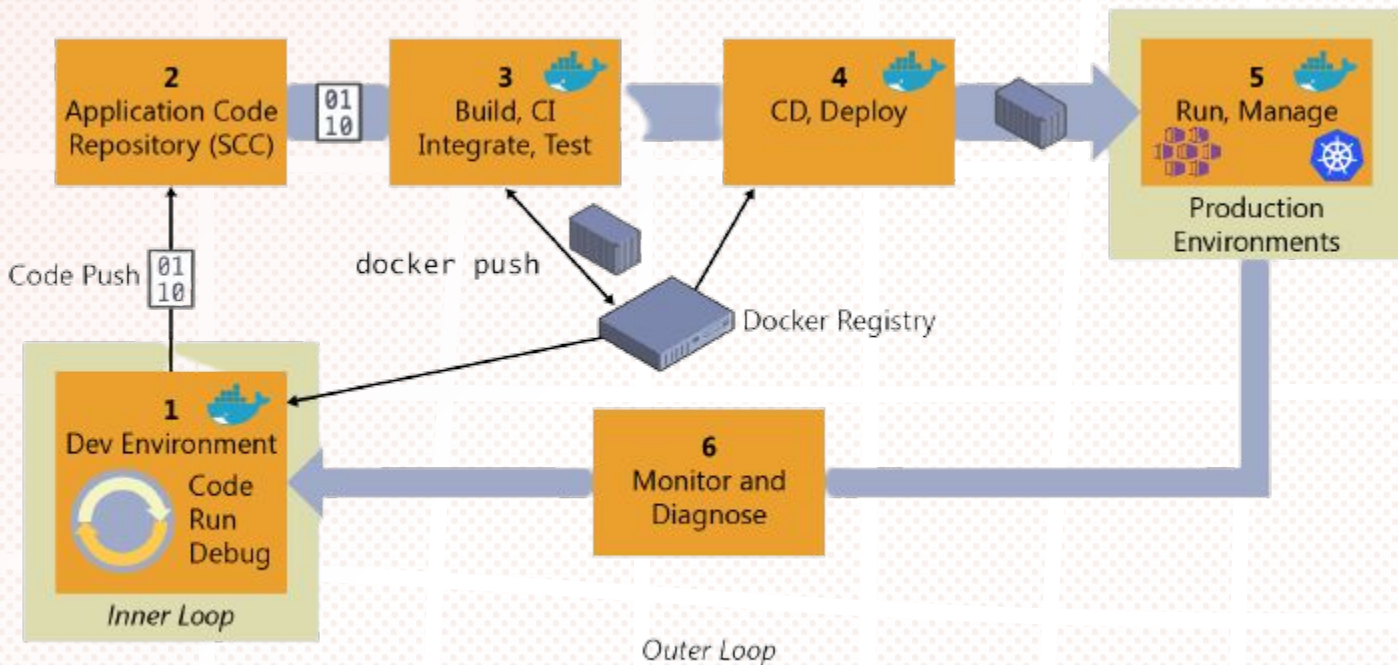 2
Application Code
Repository (SCC)
01
10
3
Build, CI
Integrate, Test
4
CD, Deploy
5
Run, Manage
Production
Environments
Code Push
01
10
docker push
Docker Registry
1
Dev Environment
Code
Run
Debug
Inner Loop
6
Monitor and
Diagnose
Outer Loop